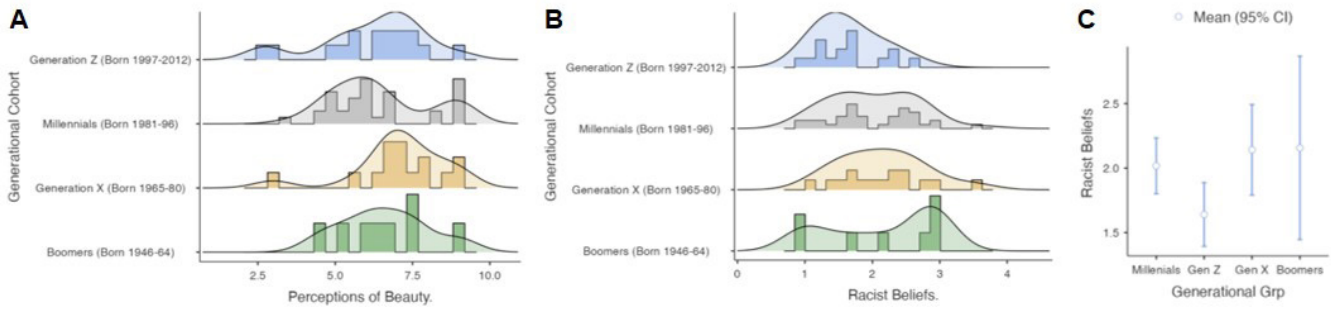 A
Generational Cohort
Generation Z (Born 1997-2012)
Millennials (Born 1981-96)
Generation X (Born 1965-80)
Boomers (Born 1946-64)
2.5 5.0 7.5 10.0
Perceptions of Beauty.
B
Generational Cohort
Generation Z (Born 1997-2012)
Millennials (Born 1981-96)
Generation X (Born 1965-80)
Boomers (Born 1946-64)
0 1 2 3 4
Racist Beliefs.
C
Mean (95% CI)
Racist Beliefs
2.5
2.0
1.5
Millenials Gen Z Gen X Boomers
Generational Grp